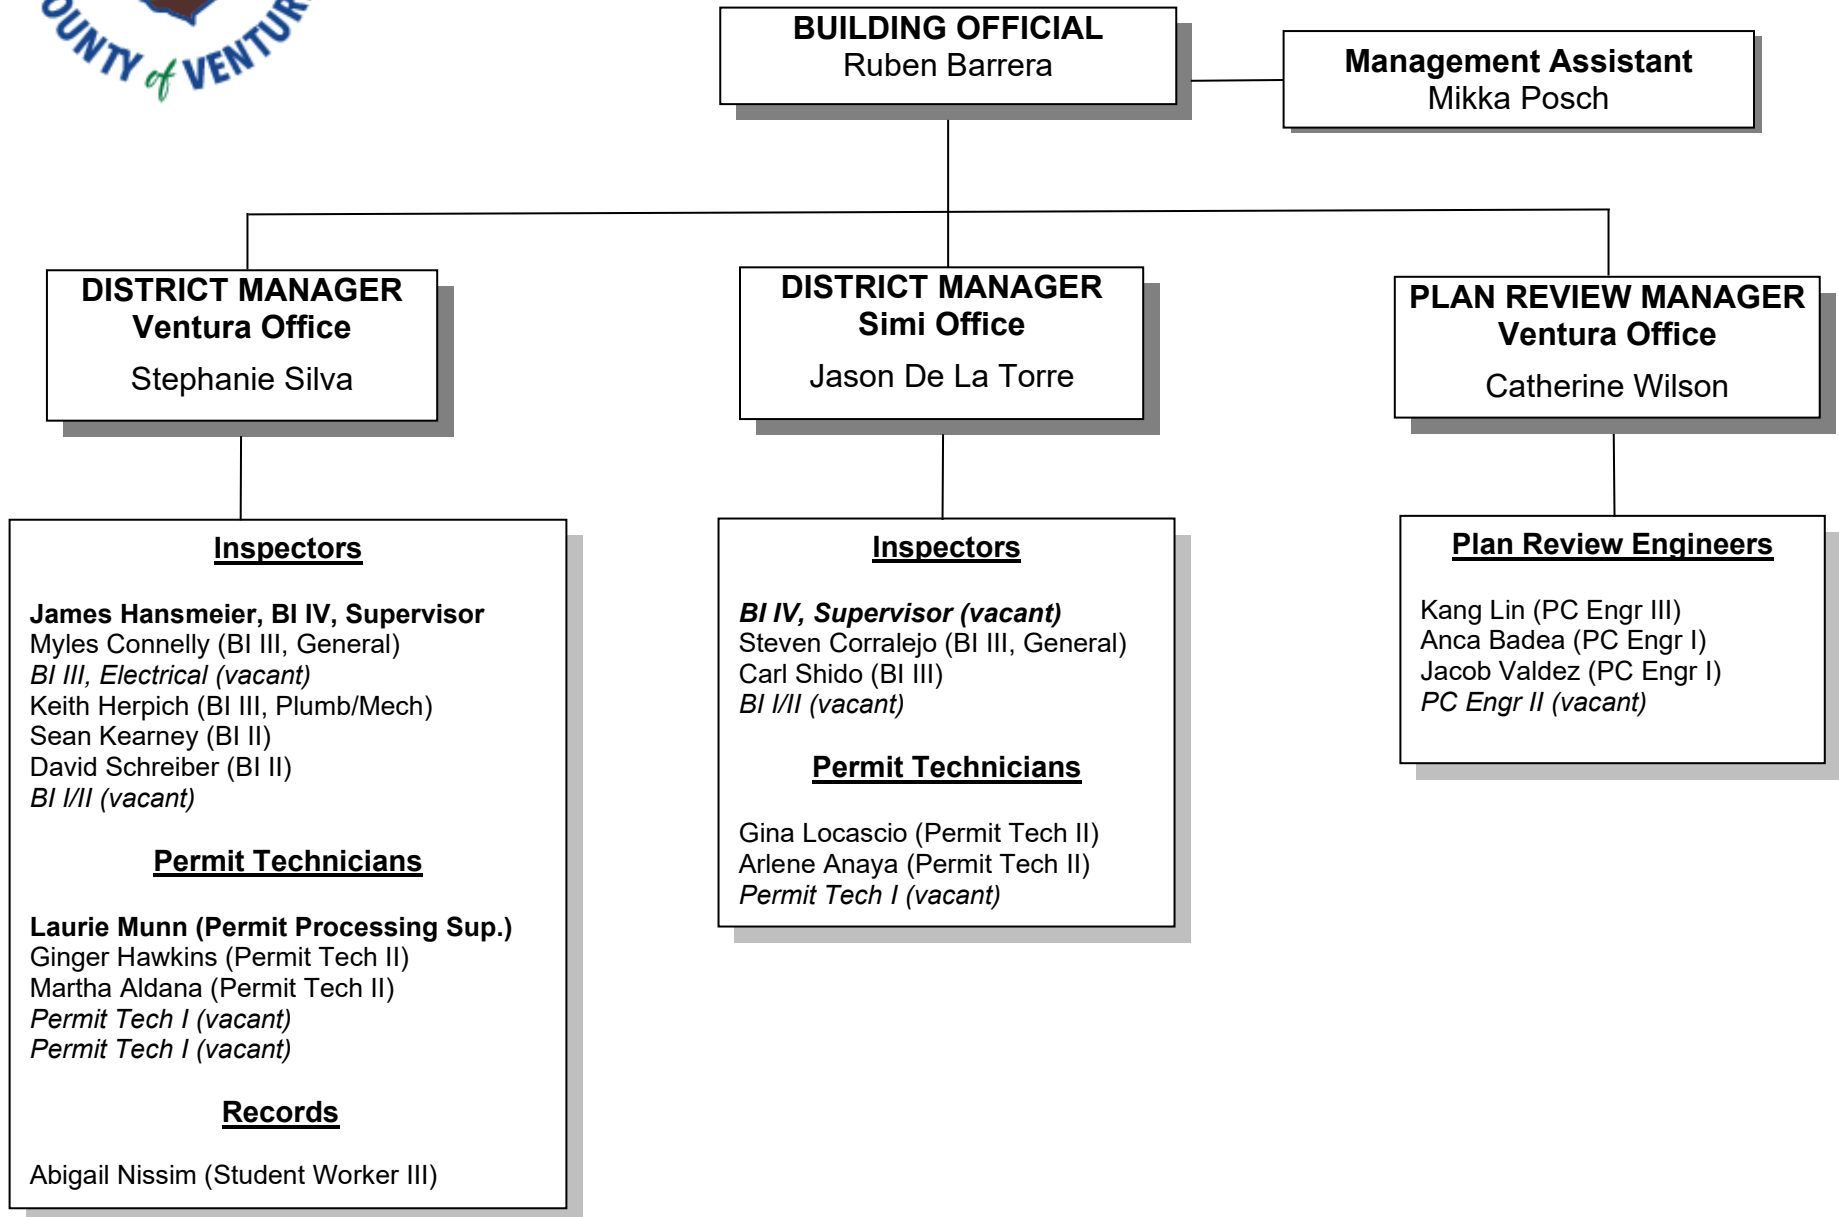 OUNTY of VENTUR
BUILDING OFFICIAL
Ruben Barrera
Management Assistant
Mikka Posch
DISTRICT MANAGER
Ventura Office
Stephanie Silva
DISTRICT MANAGER
Simi Office
Jason De La Torre
PLAN REVIEW MANAGER
Ventura Office
Catherine Wilson
Inspectors
James Hansmeier, BI IV, Supervisor
Myles Connelly (BI III, General)
BI III, Electrical (vacant)
Keith Herpich (BI III, Plumb/Mech)
Sean Kearney (BI II)
David Schreiber (BI II)
BI I/II (vacant)
Permit Technicians
Laurie Munn (Permit Processing Sup.)
Ginger Hawkins (Permit Tech II)
Martha Aldana (Permit Tech II)
Permit Tech I (vacant)
Permit Tech I (vacant)
Records
Abigail Nissim (Student Worker III)
Inspectors
BI IV, Supervisor (vacant)
Steven Corralejo (BI III, General)
Carl Shido (BI III)
BI I/II (vacant)
Permit Technicians
Gina Locascio (Permit Tech II)
Arlene Anaya (Permit Tech II)
Permit Tech I (vacant)
Plan Review Engineers
Kang Lin (PC Engr III)
Anca Badea (PC Engr I)
Jacob Valdez (PC Engr I)
PC Engr II (vacant)